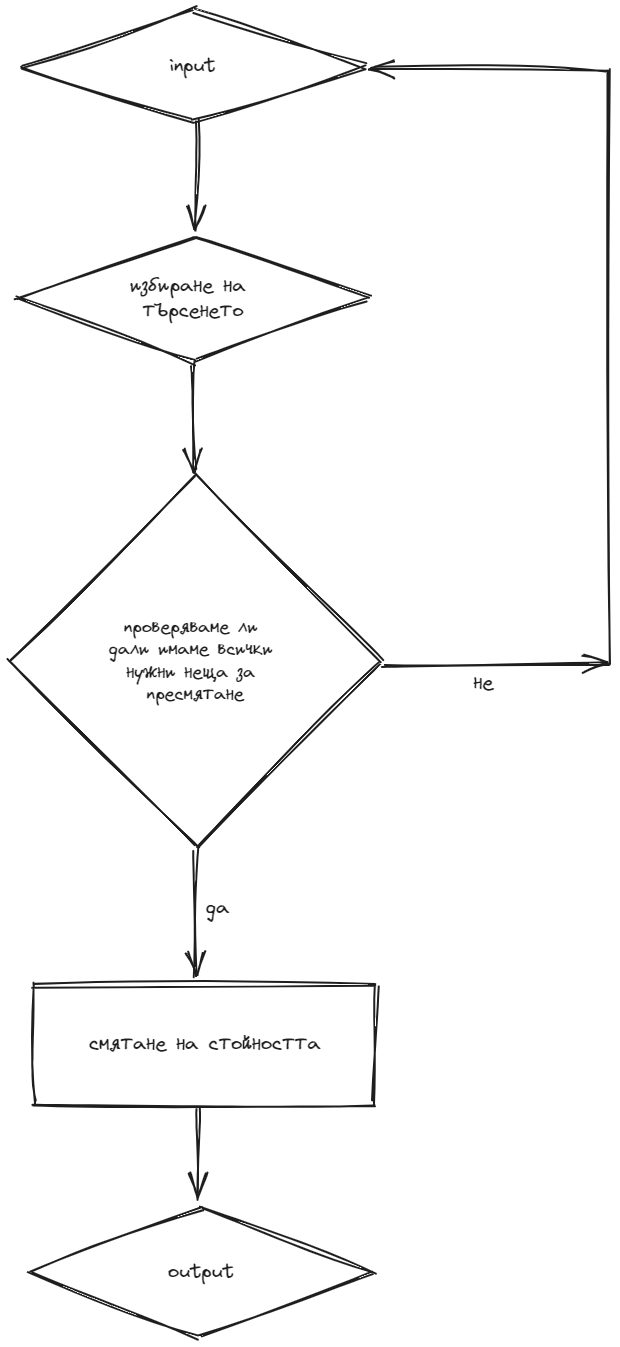 input
избиране на
търсенето
проверяваме ли
дали имаме всички
нужни неща за
пресмятане
не
да
смятане на стойността
output